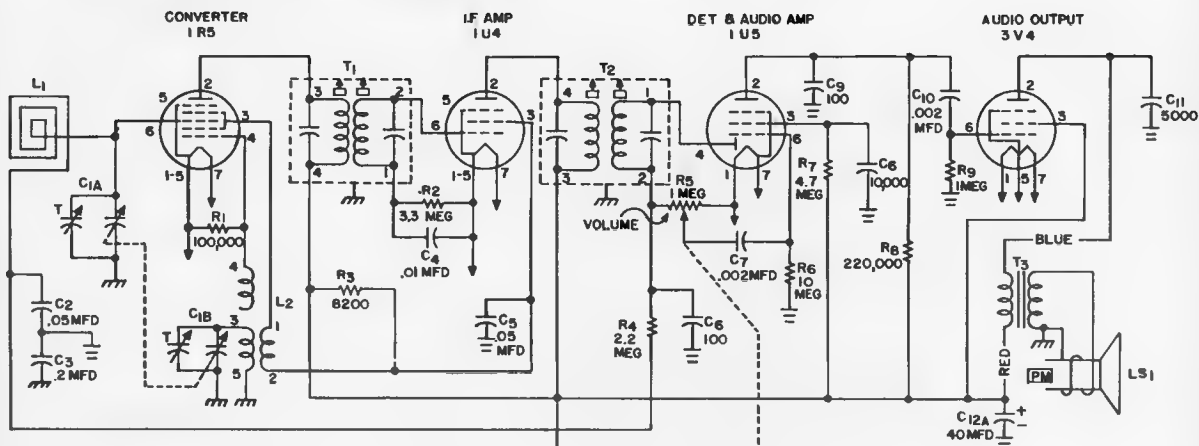 CONVERTER
1R5
I.F AMP
1U4
DET & AUDIO AMP
1U5
AUDIO OUTPUT
3V4
L1
5
6
2
3
4
1-5
7
C1A
T
R1
100,000
4
L2
C2
.05MFD
C3
.2MFD
T
C1B
3
5
1
2
T1
3
4
2
1
R2
3.3 MEG
C4
.01MFD
R3
8200
5
6
2
3
1-5
7
C5
.05
MFD
T2
4
3
1
2
R5
1 MEG
VOLUME
R4
2.2
MEG
C6
100
2
3
6
4
1
7
C7
.002MFD
R6
10
MEG
R7
4.7
MEG
C9
100
C6
10,000
R8
220,000
C10
.002
MFD
R9
1MEG
2
3
6
1
5
7
C11
5000
BLUE
T3
RED
PM
LS1
C12A
40MFD
+
–